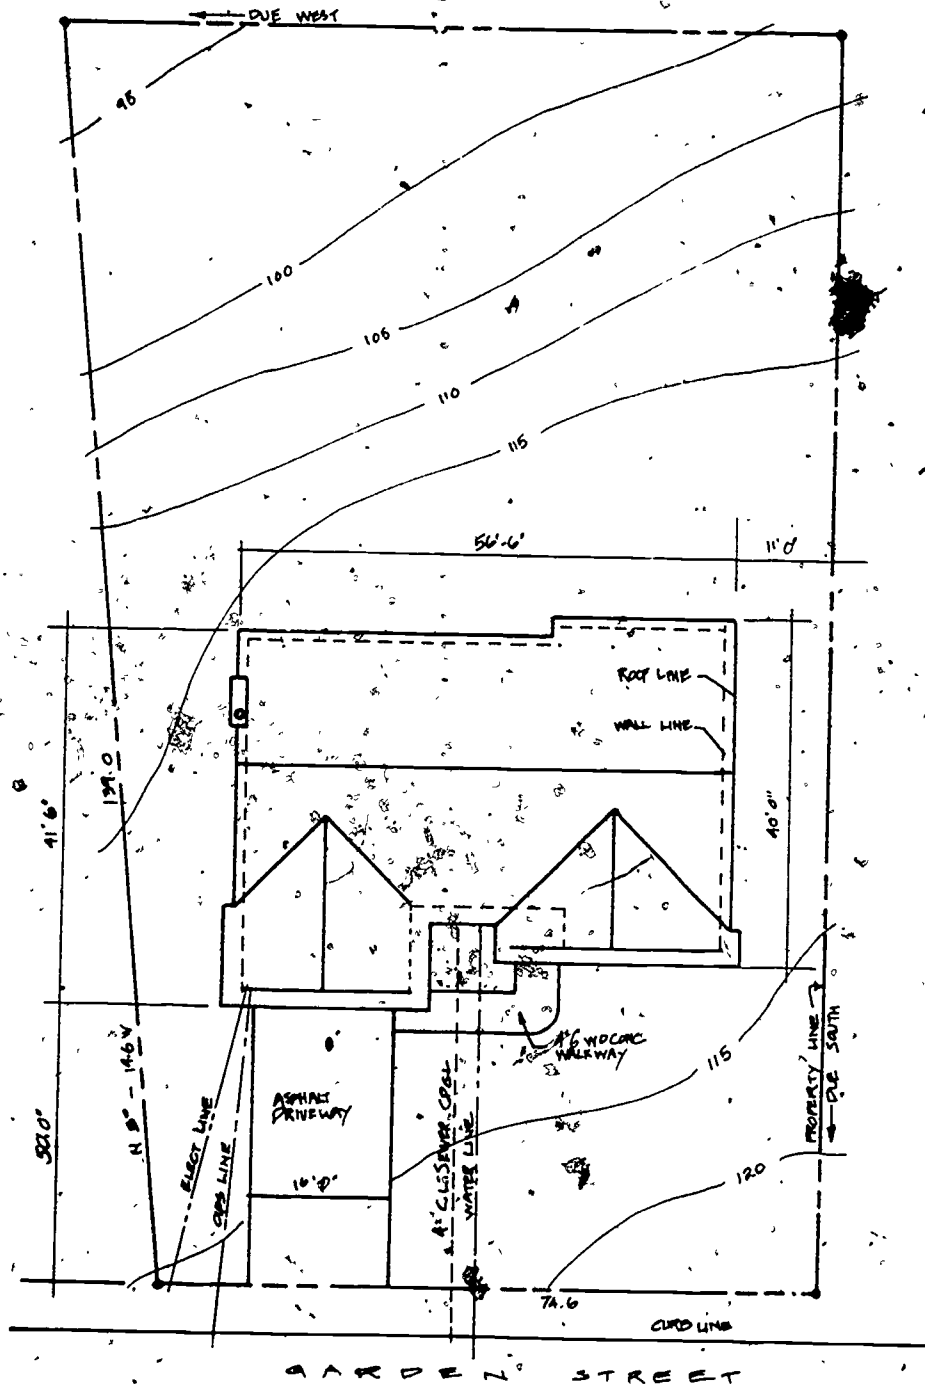 DUE WEST
98
100
105
110
115
56'-6"
11'0"
ROOF LINE
WALL LINE
139.0
41'6"
40'0"
4'6 WD CONC
WALKWAY
115
PROPERTY LINE
DUE SOUTH
ASPHALT
DRIVEWAY
ELECT LINE
GAS LINE
WATER LINE
16'0"
120
74.6
CURB LINE
GARDEN STREET